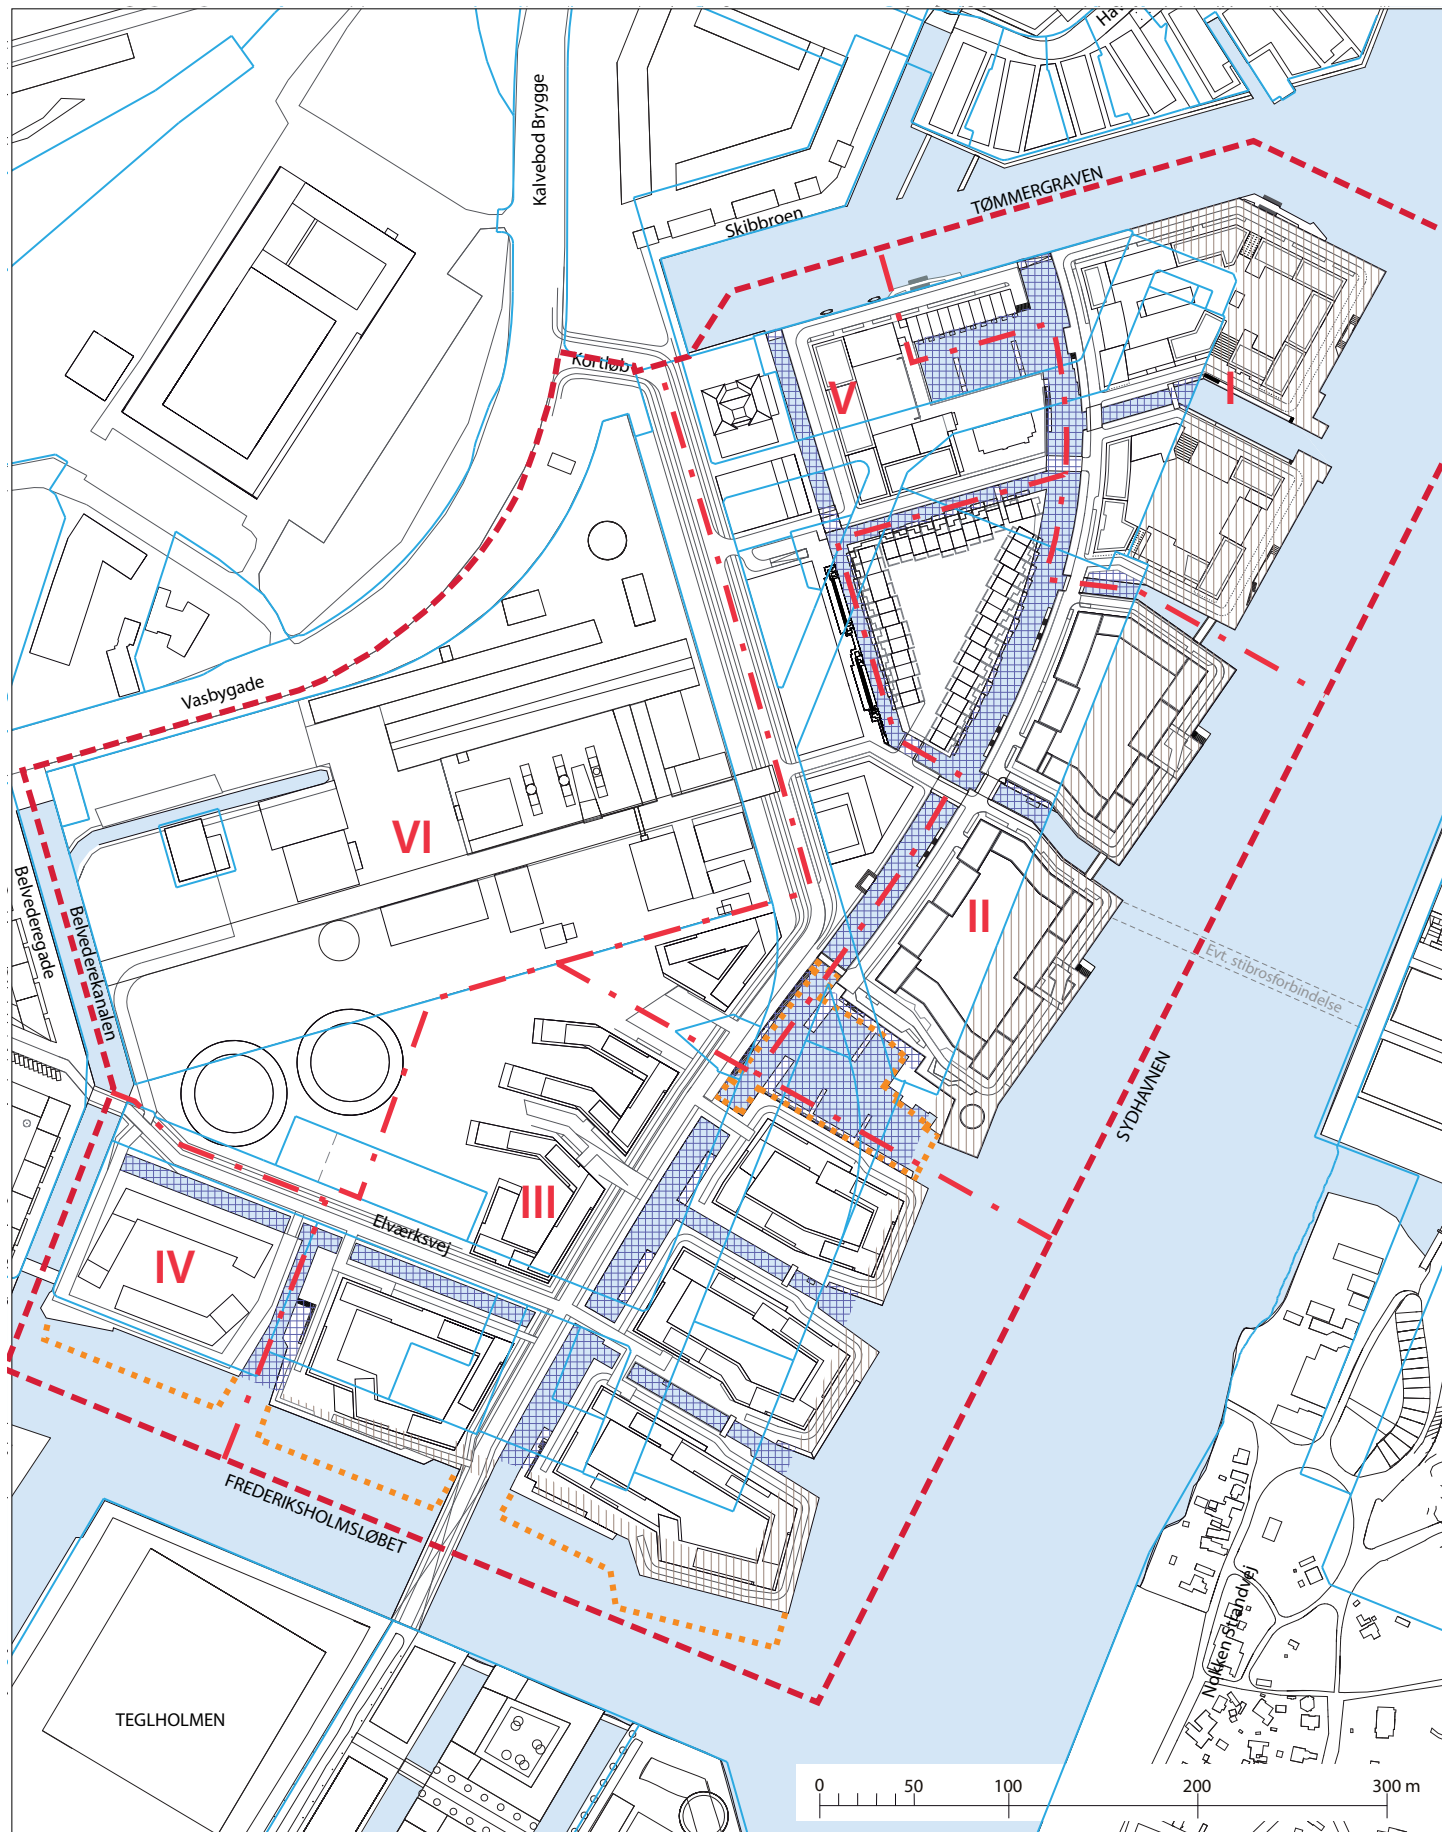 Ha
Kalvebod Brygge
TØMMERGRAVEN
Skibbroen
Kortløb
V
I
Vasbygade
VI
Belvederegade
Belvederekanalen
II
Evt. stibrosforbindelse
SYDHAVNEN
III
Elværksvej
IV
FREDERIKSHOLMSLØBET
Nokken Strandvej
TEGLHOLMEN
0 50 100 200 300 m